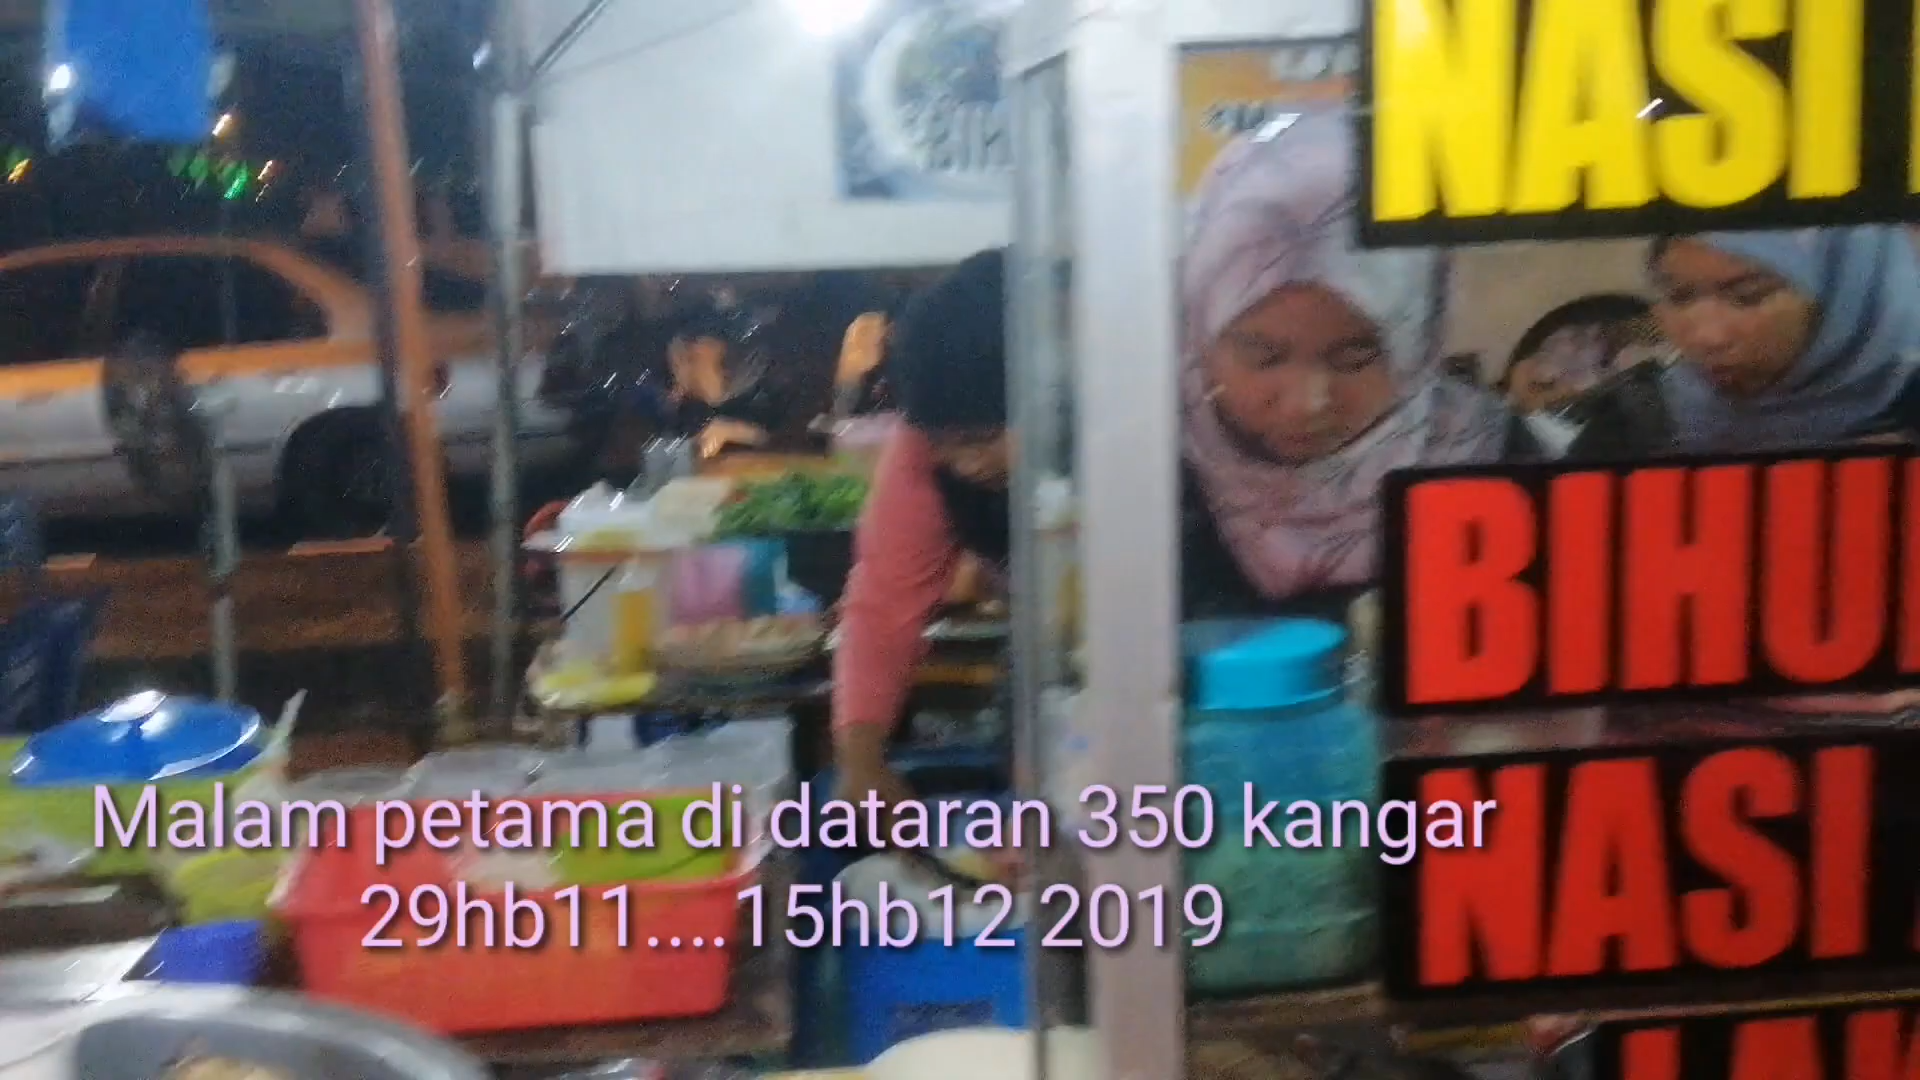 NASI
BIHU
NASI
Malam petama di dataran 350 kangar
29hb11....15hb12 2019